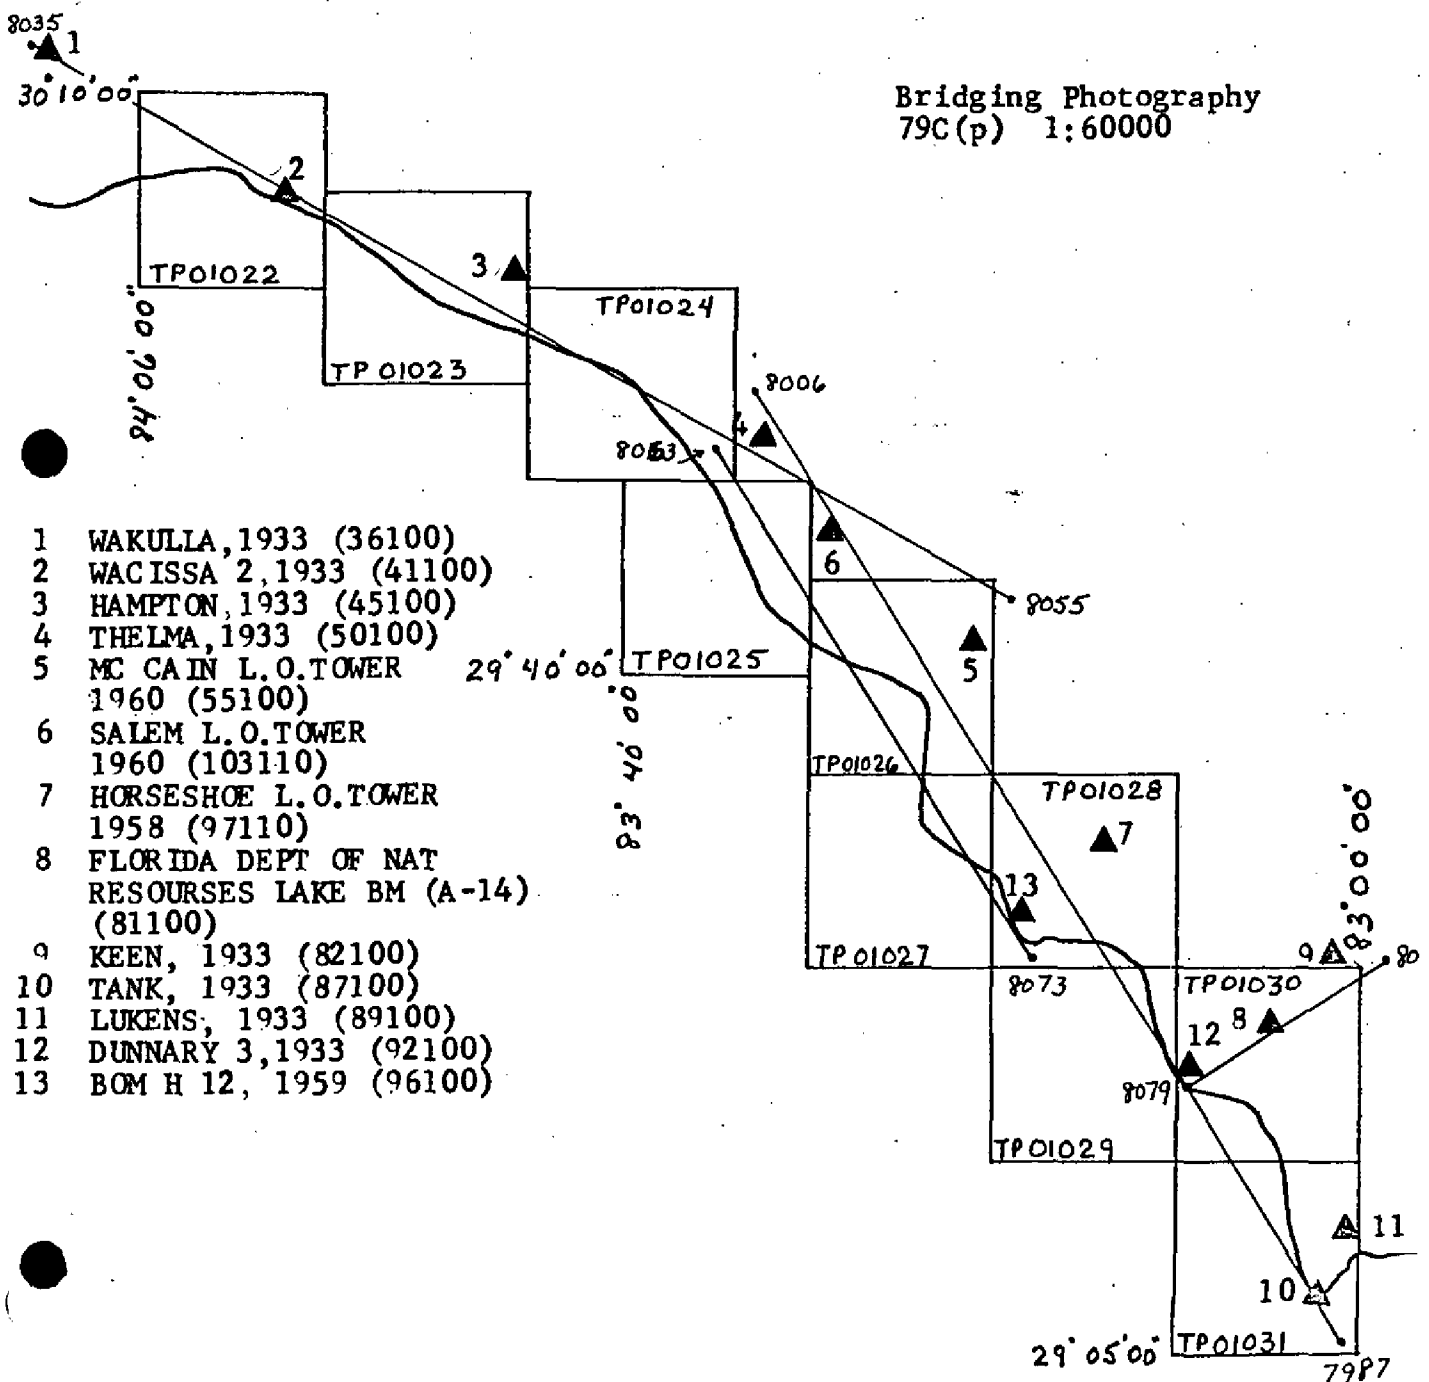 8035
1
30° 10' 00"
Bridging Photography
79C(p) 1:60000
2
3
TP01022
TP01024
84° 06' 00"
TP 01023
8006
4
1 WAKULLA, 1933 (36100)
2 WACISSA 2, 1933 (41100)
3 HAMPTON, 1933 (45100)
4 THELMA, 1933 (50100)
5 MC CAIN L.O.TOWER
1960 (55100)
6 SALEM L.O.TOWER
1960 (103110)
7 HORSESHOE L.O.TOWER
1958 (97110)
8 FLORIDA DEPT OF NAT
RESOURSES LAKE BM (A-14)
(81100)
9 KEEN, 1933 (82100)
10 TANK, 1933 (87100)
11 LUKENS, 1933 (89100)
12 DUNNARY 3, 1933 (92100)
13 BOM H 12, 1959 (96100)
6
8055
5
29° 40' 00"
TP01025
83° 40' 00"
TP01026
TP01028
7
83° 00' 00"
13
TP01027
8073
9
80
TP01030
8
12
8079
TP01029
11
10
29° 05' 00"
TP01031
7987